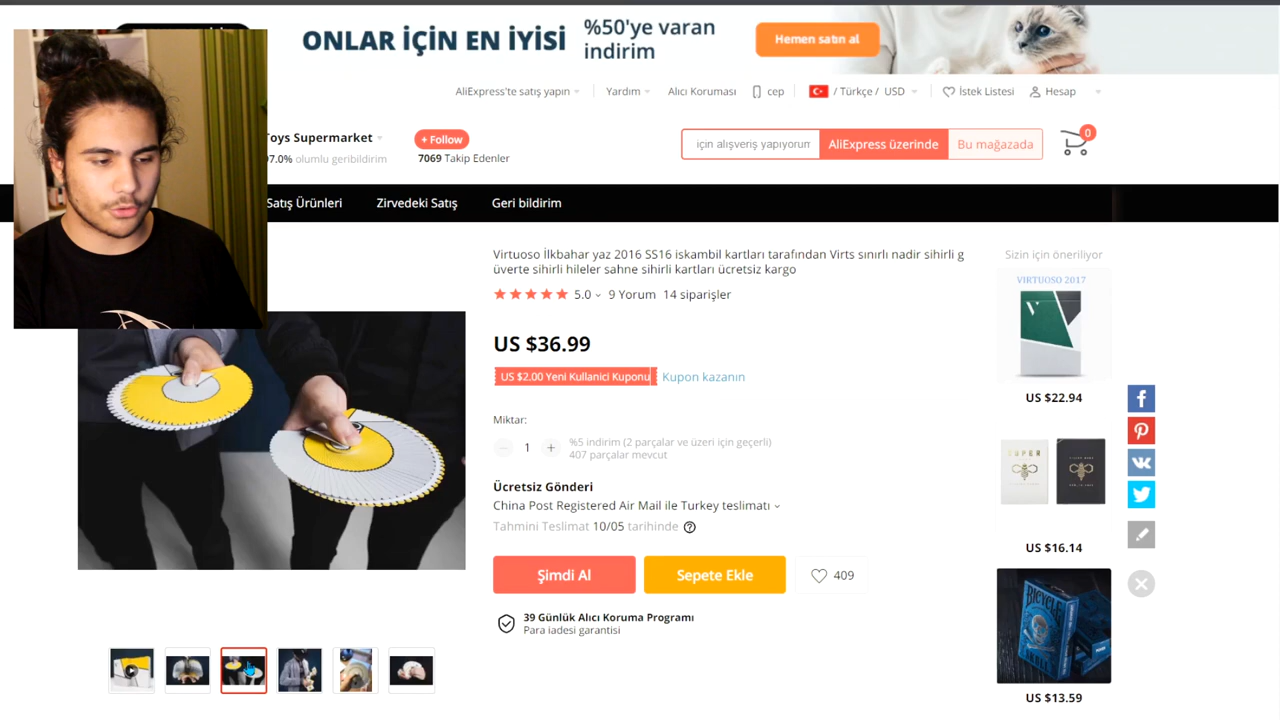 ONLAR İÇİN EN İYİSİ
%50'ye varan
indirim
Hemen satın al
AliExpress'te satış yapın
Yardım
Alıcı Koruması
cep
/ Türkçe / USD
İstek Listesi
Hesap
Toys Supermarket
+ Follow
97.0% olumlu geribildirim
7069 Takip Edenler
için alışveriş yapıyorum
AliExpress üzerinde
Bu mağazada
0
Satış Ürünleri
Zirvedeki Satış
Geri bildirim
Virtuoso İlkbahar yaz 2016 SS16 iskambil kartları tarafından Virts sınırlı nadir sihirli g
üverte sihirli hileler sahne sihirli kartları ücretsiz kargo
5.0
9 Yorum
14 siparişler
US $36.99
US $2.00 Yeni Kullanici Kuponu
Kupon kazanın
Miktar:
1
%5 indirim (2 parçalar ve üzeri için geçerli)
407 parçalar mevcut
Ücretsiz Gönderi
China Post Registered Air Mail ile Turkey teslimatı
Tahmini Teslimat 10/05 tarihinde
Şimdi Al
Sepete Ekle
409
39 Günlük Alıcı Koruma Programı
Para iadesi garantisi
Sizin için öneriliyor
VIRTUOSO 2017
US $22.94
US $16.14
BICYCLE
US $13.59